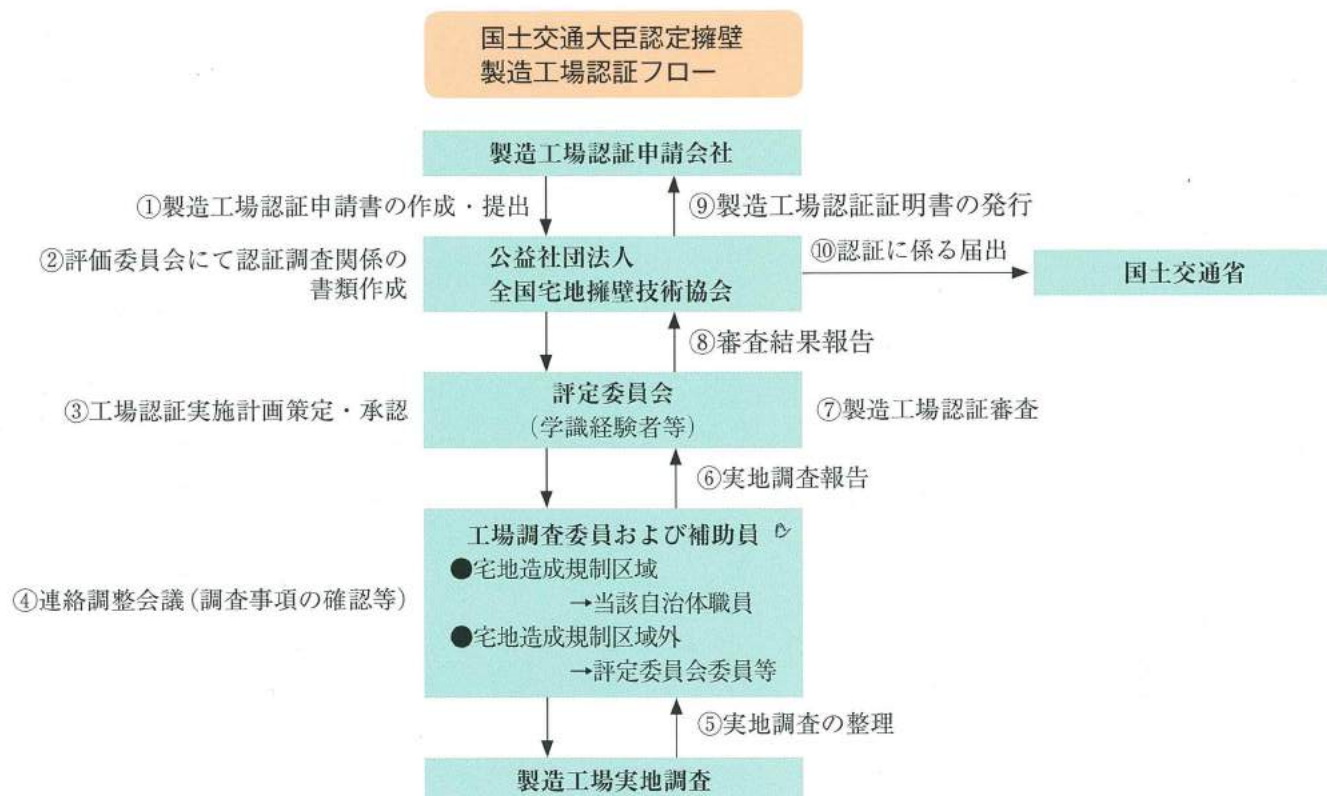 国土交通大臣認定擁壁
製造工場認証フロー
製造工場認証申請会社
①製造工場認証申請書の作成・提出
⑨製造工場認証証明書の発行
②評価委員会にて認証調査関係の
書類作成
公益社団法人
全国宅地擁壁技術協会
⑩認証に係る届出
国土交通省
⑧審査結果報告
③工場認証実施計画策定・承認
評定委員会
(学識経験者等)
⑦製造工場認証審査
⑥実地調査報告
④連絡調整会議(調査事項の確認等)
工場調査委員および補助員
●宅地造成規制区域
→当該自治体職員
●宅地造成規制区域外
→評定委員会委員等
⑤実地調査の整理
製造工場実地調査